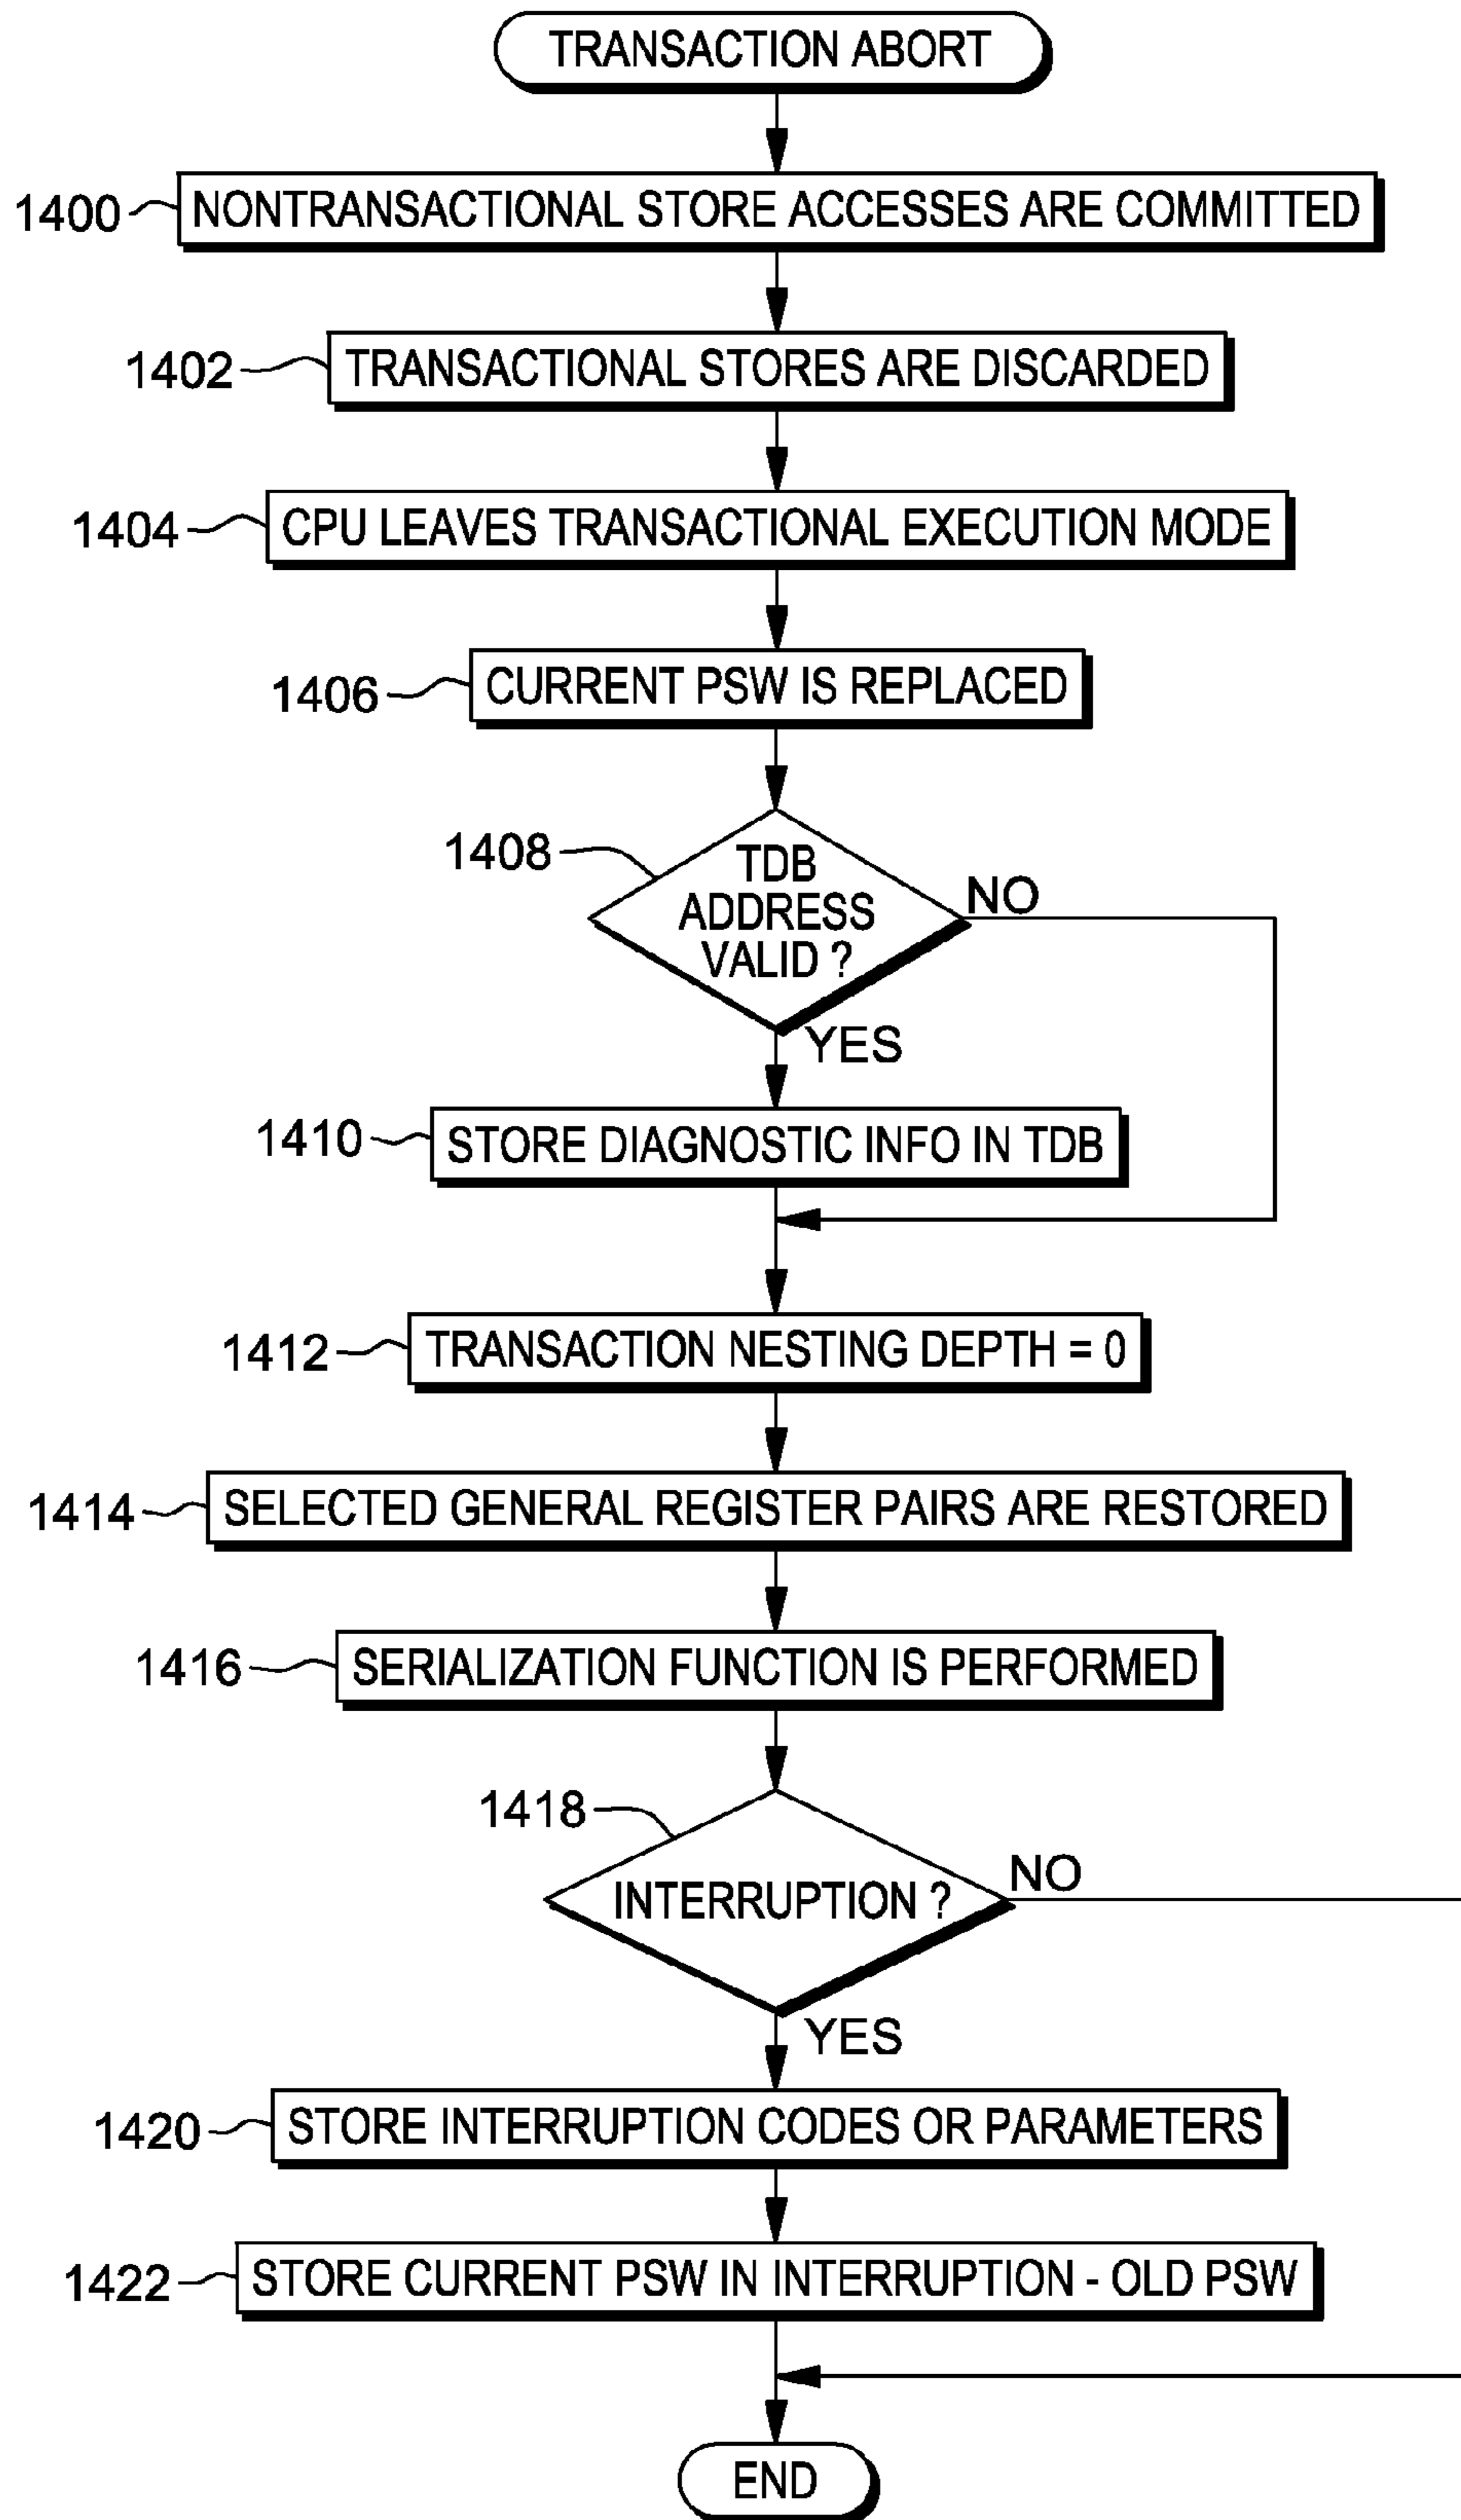 TRANSACTION ABORT
1400
NONTRANSACTIONAL STORE ACCESSES ARE COMMITTED
1402
TRANSACTIONAL STORES ARE DISCARDED
1404
CPU LEAVES TRANSACTIONAL EXECUTION MODE
1406
CURRENT PSW IS REPLACED
1408
TDB
ADDRESS
VALID ?
NO
YES
1410
STORE DIAGNOSTIC INFO IN TDB
1412
TRANSACTION NESTING DEPTH = 0
1414
SELECTED GENERAL REGISTER PAIRS ARE RESTORED
1416
SERIALIZATION FUNCTION IS PERFORMED
1418
INTERRUPTION ?
NO
YES
1420
STORE INTERRUPTION CODES OR PARAMETERS
1422
STORE CURRENT PSW IN INTERRUPTION - OLD PSW
END